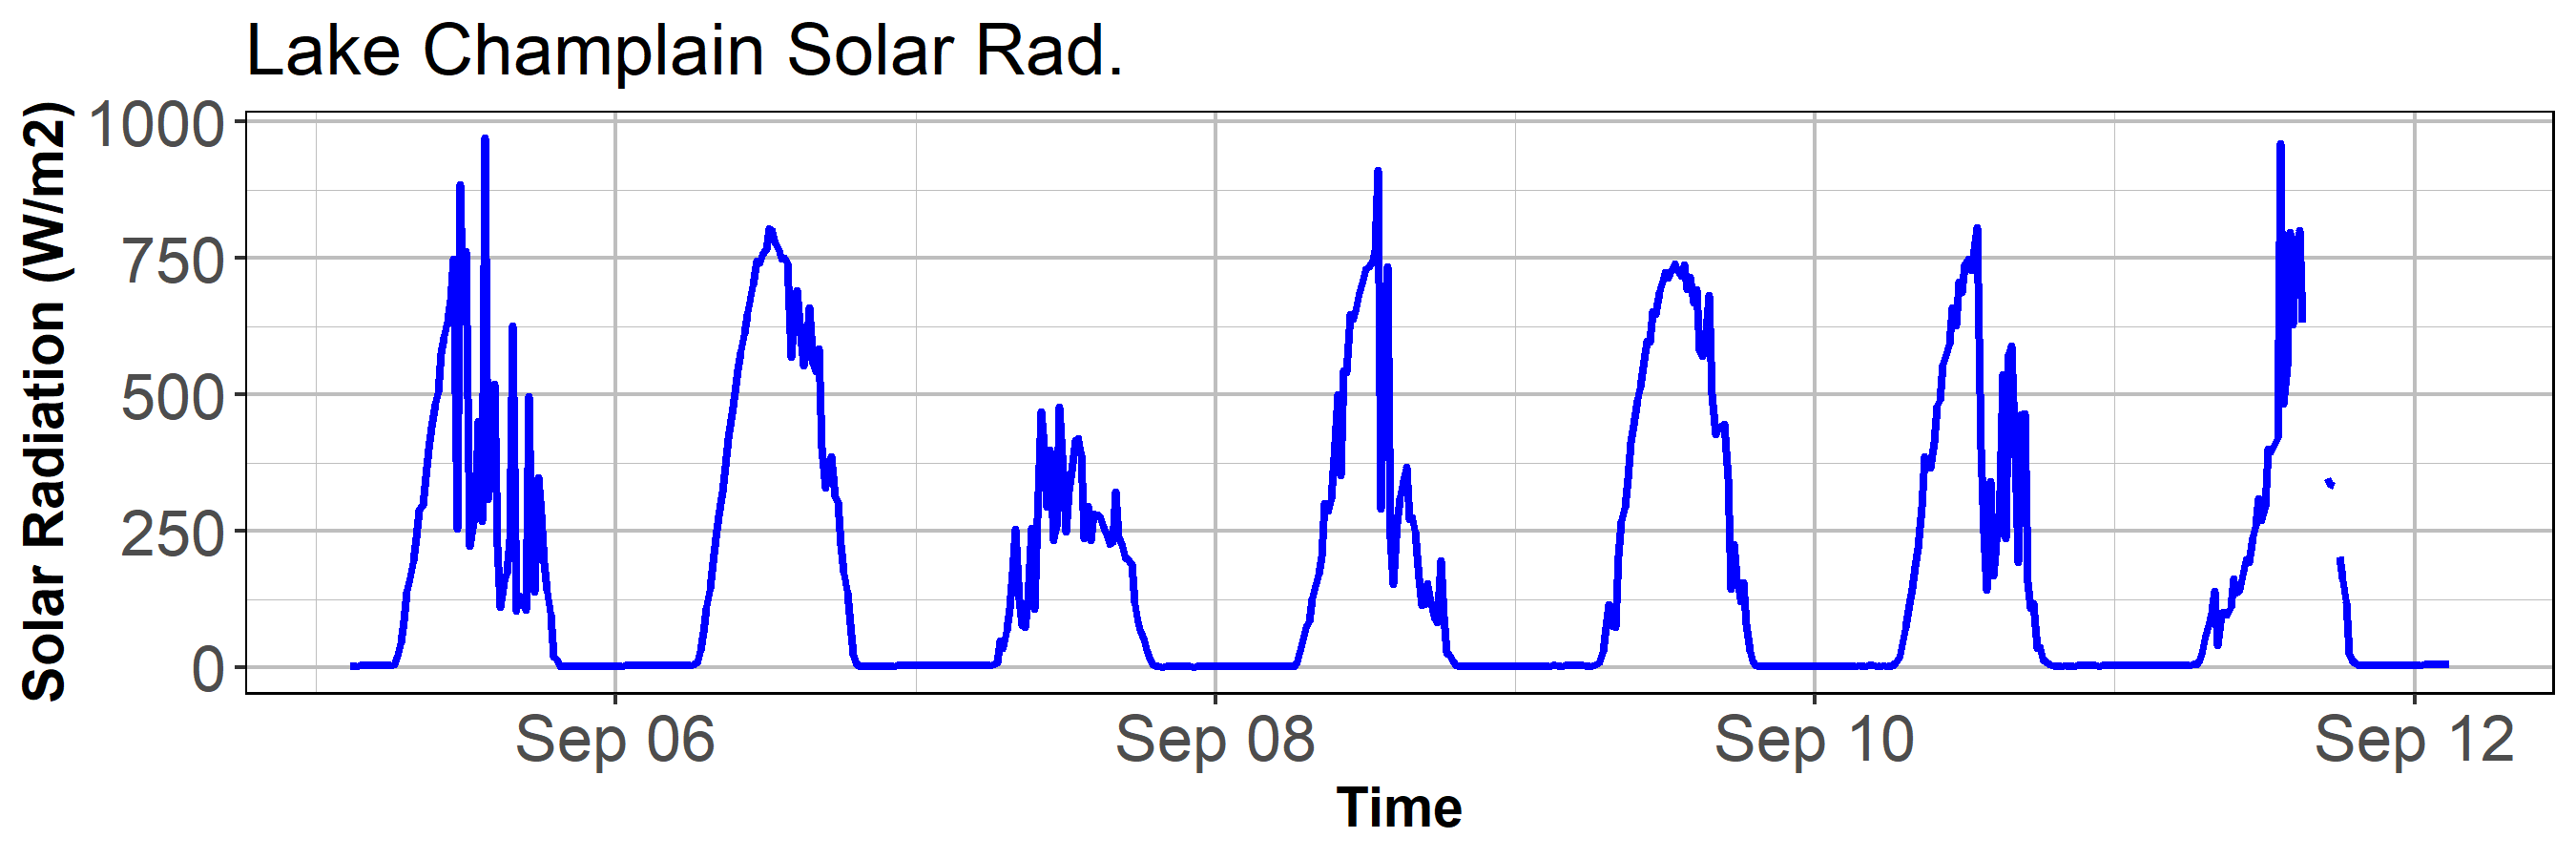 Lake Champlain Solar Rad.
Solar Radiation (W/m2)
1000
750
500
250
0
Sep 06 Sep 08 Sep 10 Sep 12
Time